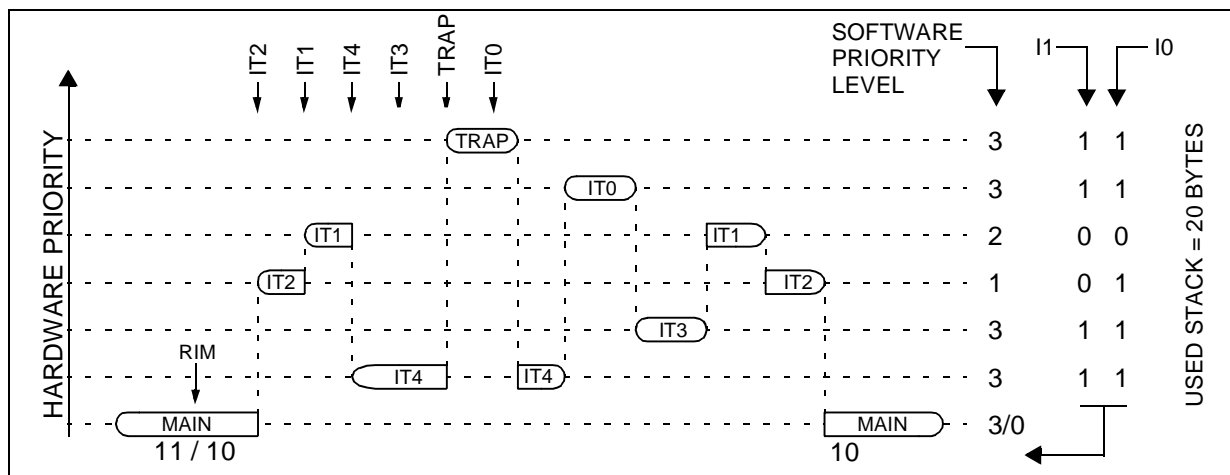 IT2
IT1
IT4
IT3
TRAP
IT0
SOFTWARE
PRIORITY
LEVEL
I1
I0
HARDWARE PRIORITY
TRAP
3
1 1
IT0
3
1 1
IT1
IT1
2
0 0
IT2
IT2
1
0 1
IT3
3
1 1
RIM
IT4
IT4
3
1 1
MAIN
MAIN
3/0
11 / 10
10
USED STACK = 20 BYTES